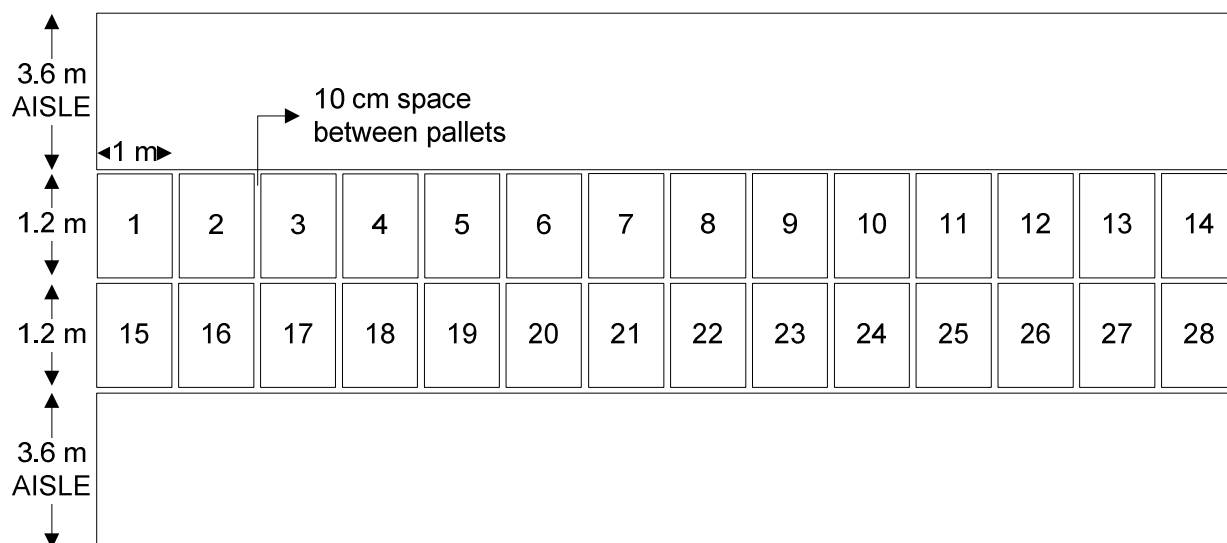 3.6 m
AISLE
10 cm space
between pallets
1 m
1.2 m
1 2 3 4 5 6 7 8 9 10 11 12 13 14
1.2 m
15 16 17 18 19 20 21 22 23 24 25 26 27 28
3.6 m
AISLE